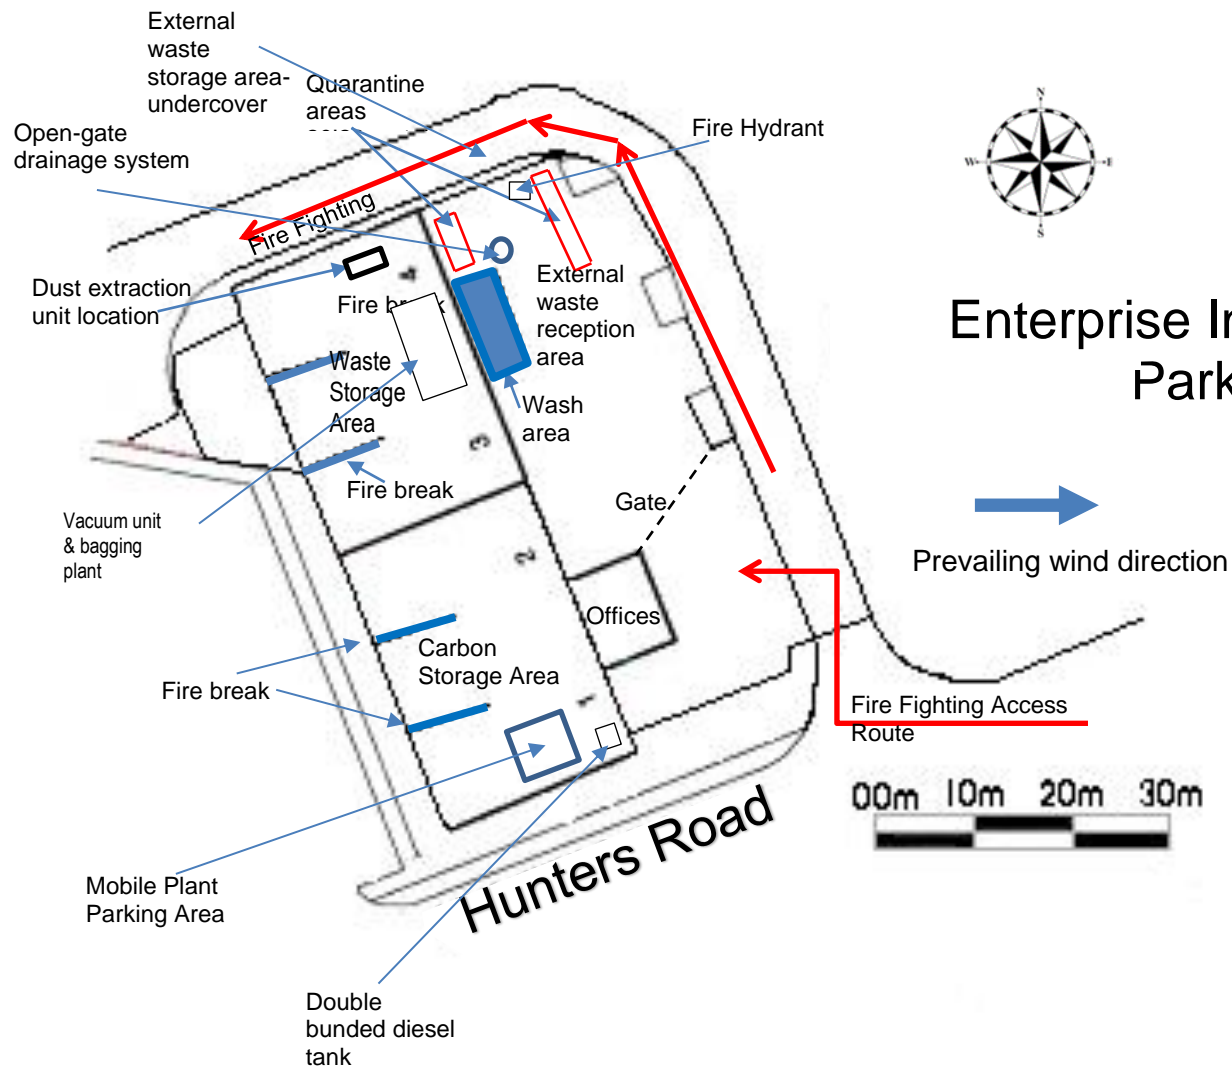 External
waste
storage area-
undercover
Quarantine
areas
Open-gate
drainage system
Fire Hydrant
N
W
E
S
Fire Fighting
4
Dust extraction
unit location
Fire break
External
waste
reception
area
Enterprise In
Park
Waste
Storage
Area
Wash
area
3
Fire break
Gate
Vacuum unit
& bagging
plant
2
Prevailing wind direction
Offices
Carbon
Storage Area
Fire break
1
Fire Fighting Access
Route
00m 10m 20m 30m
Hunters Road
Mobile Plant
Parking Area
Double
bunded diesel
tank